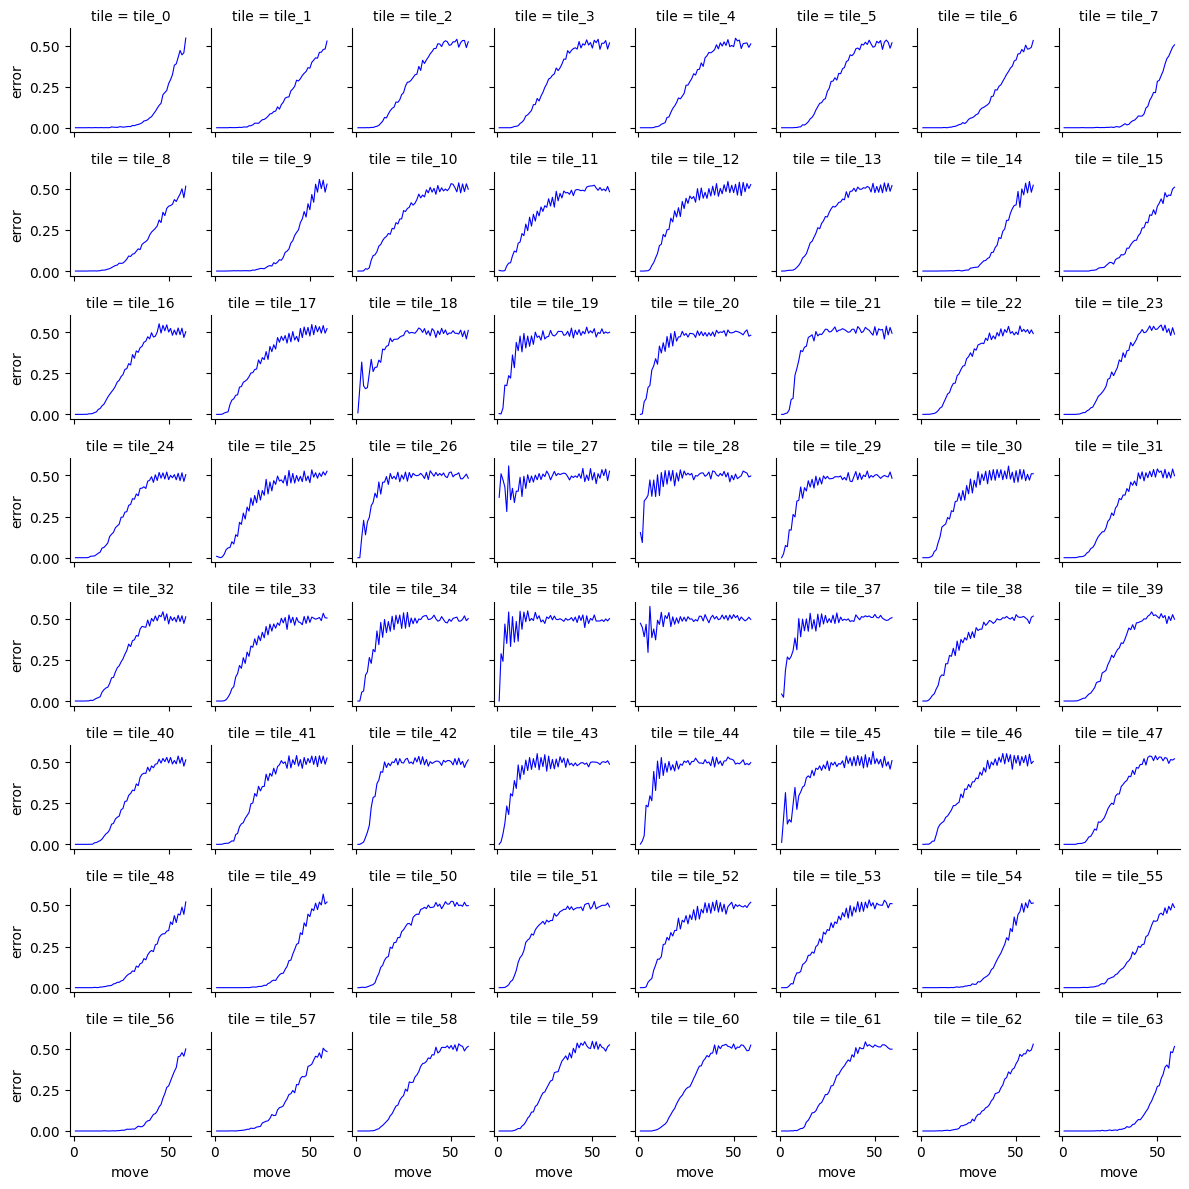 tile = tile_0 tile = tile_1 tile = tile_2 tile = tile_3 tile = tile_4 tile = tile_5 tile = tile_6 tile = tile_7
0.50
0.25
0.00
error
tile = tile_8 tile = tile_9 tile = tile_10 tile = tile_11 tile = tile_12 tile = tile_13 tile = tile_14 tile = tile_15
0.50
0.25
0.00
error
tile = tile_16 tile = tile_17 tile = tile_18 tile = tile_19 tile = tile_20 tile = tile_21 tile = tile_22 tile = tile_23
0.50
0.25
0.00
error
tile = tile_24 tile = tile_25 tile = tile_26 tile = tile_27 tile = tile_28 tile = tile_29 tile = tile_30 tile = tile_31
0.50
0.25
0.00
error
tile = tile_32 tile = tile_33 tile = tile_34 tile = tile_35 tile = tile_36 tile = tile_37 tile = tile_38 tile = tile_39
0.50
0.25
0.00
error
tile = tile_40 tile = tile_41 tile = tile_42 tile = tile_43 tile = tile_44 tile = tile_45 tile = tile_46 tile = tile_47
0.50
0.25
0.00
error
tile = tile_48 tile = tile_49 tile = tile_50 tile = tile_51 tile = tile_52 tile = tile_53 tile = tile_54 tile = tile_55
0.50
0.25
0.00
error
tile = tile_56 tile = tile_57 tile = tile_58 tile = tile_59 tile = tile_60 tile = tile_61 tile = tile_62 tile = tile_63
0.50
0.25
0.00
error
0 50 0 50 0 50 0 50 0 50 0 50 0 50 0 50
move move move move move move move move